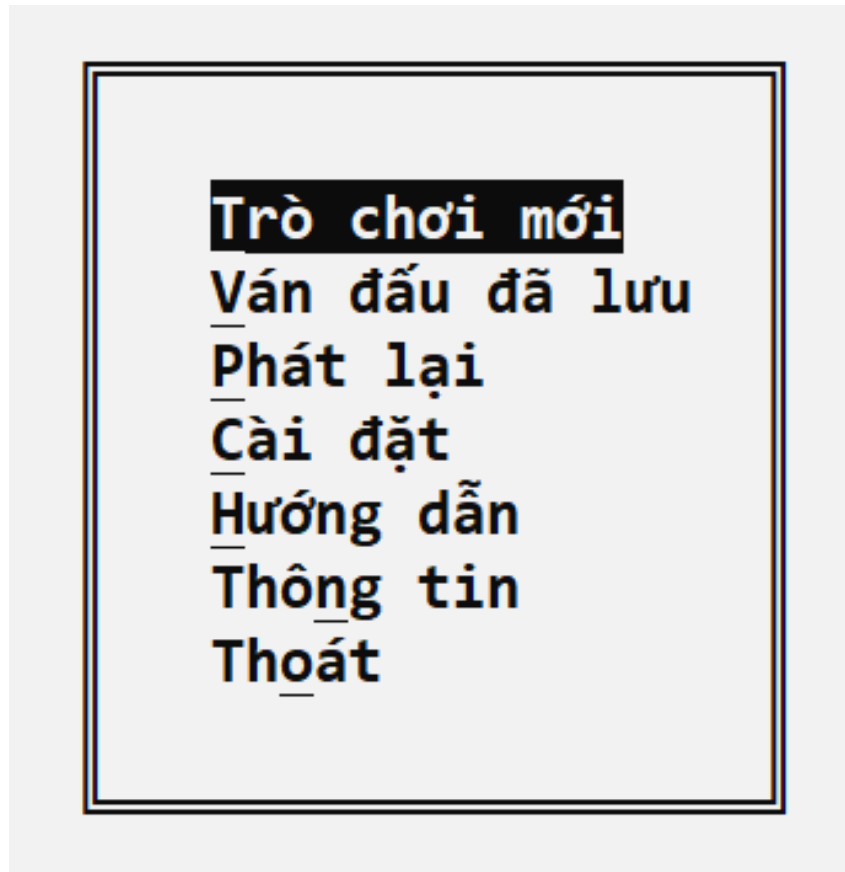 Trò chơi mới
Ván đấu đã lưu
Phát lại
Cài đặt
Hướng dẫn
Thông tin
Thoát